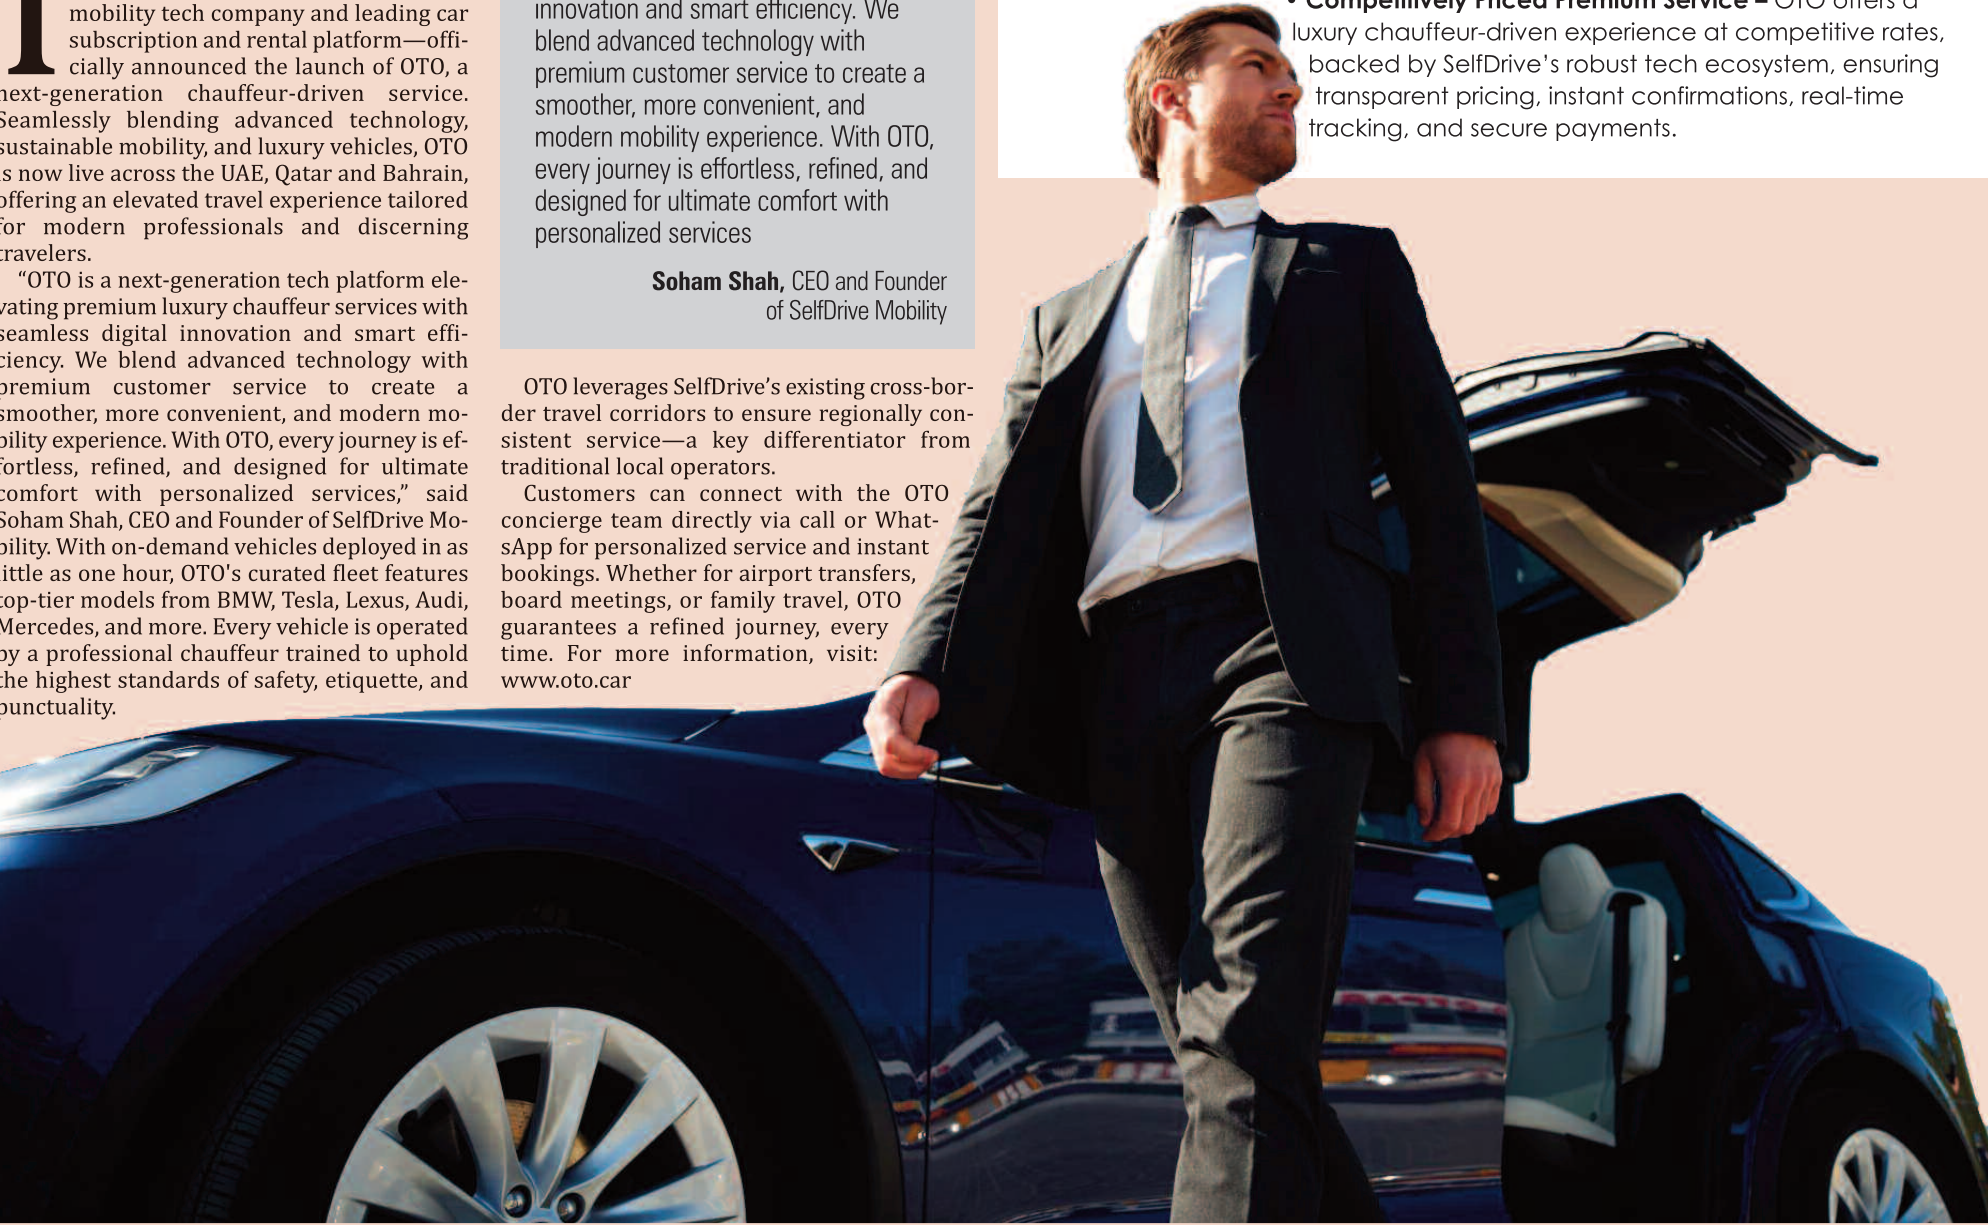 mobility tech company and leading car
subscription and rental platform—offi-
cially announced the launch of OTO, a
next-generation chauffeur-driven service.
Seamlessly blending advanced technology,
sustainable mobility, and luxury vehicles, OTO
is now live across the UAE, Qatar and Bahrain,
offering an elevated travel experience tailored
for modern professionals and discerning
travelers.
“OTO is a next-generation tech platform ele-
vating premium luxury chauffeur services with
seamless digital innovation and smart effi-
ciency. We blend advanced technology with
premium customer service to create a
smoother, more convenient, and modern mo-
bility experience. With OTO, every journey is ef-
fortless, refined, and designed for ultimate
comfort with personalized services,” said
Soham Shah, CEO and Founder of SelfDrive Mo-
bility. With on-demand vehicles deployed in as
little as one hour, OTO's curated fleet features
top-tier models from BMW, Tesla, Lexus, Audi,
Mercedes, and more. Every vehicle is operated
by a professional chauffeur trained to uphold
the highest standards of safety, etiquette, and
punctuality.
innovation and smart efficiency. We
blend advanced technology with
premium customer service to create a
smoother, more convenient, and
modern mobility experience. With OTO,
every journey is effortless, refined, and
designed for ultimate comfort with
personalized services
Soham Shah, CEO and Founder
of SelfDrive Mobility
OTO leverages SelfDrive’s existing cross-bor-
der travel corridors to ensure regionally con-
sistent service—a key differentiator from
traditional local operators.
Customers can connect with the OTO
concierge team directly via call or What-
sApp for personalized service and instant
bookings. Whether for airport transfers,
board meetings, or family travel, OTO
guarantees a refined journey, every
time. For more information, visit:
www.oto.car
• Competitively Priced Premium Service – OTO offers a
luxury chauffeur-driven experience at competitive rates,
backed by SelfDrive’s robust tech ecosystem, ensuring
transparent pricing, instant confirmations, real-time
tracking, and secure payments.